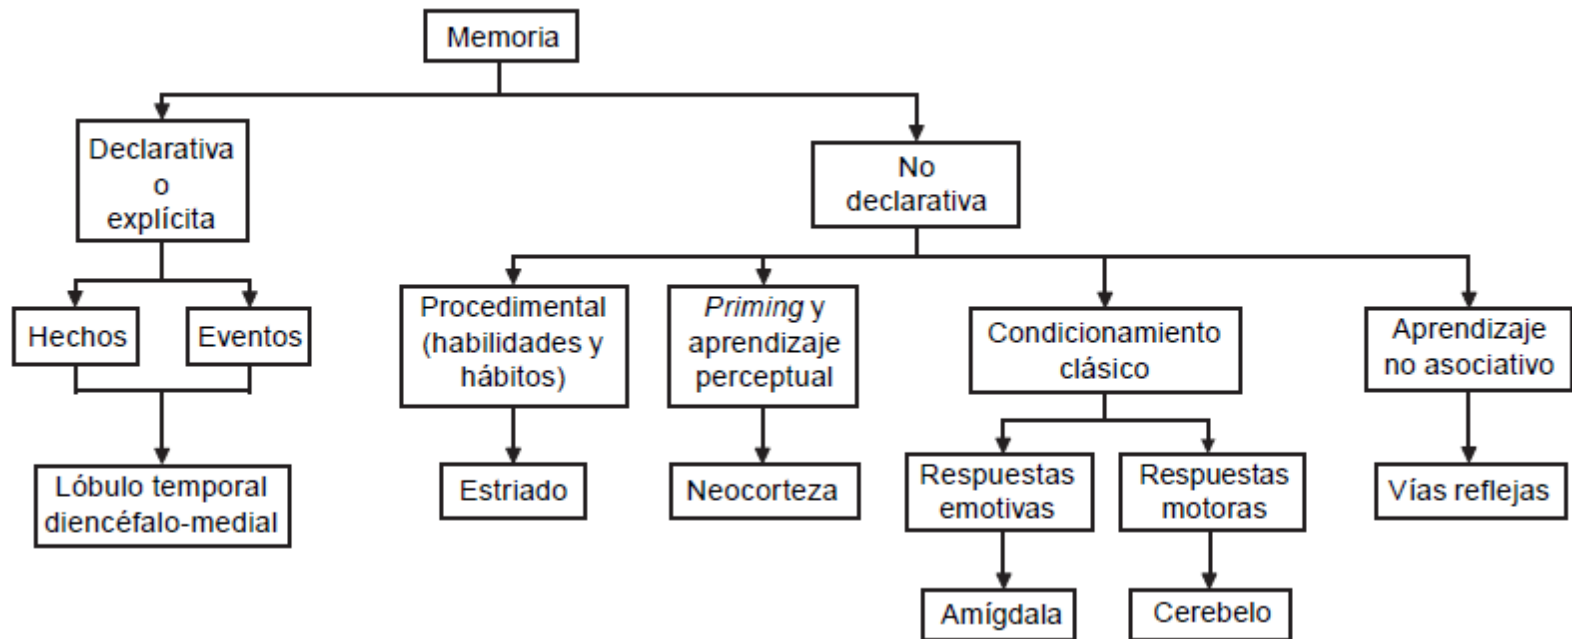 Memoria
Declarativa
o
explícita
No
declarativa
Hechos
Eventos
Procedimental
(habilidades y
hábitos)
Priming y
aprendizaje
perceptual
Condicionamiento
clásico
Aprendizaje
no asociativo
Lóbulo temporal
diencéfalo-medial
Estriado
Neocorteza
Respuestas
emotivas
Respuestas
motoras
Vías reflejas
Amígdala
Cerebelo